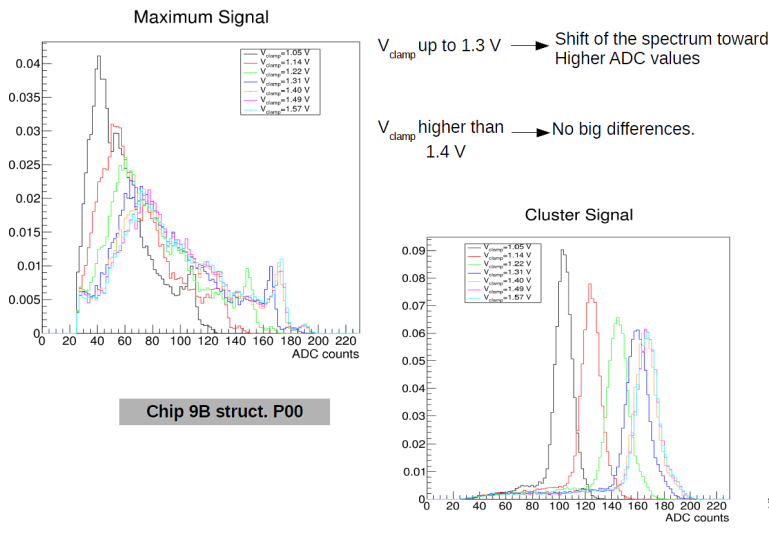 Maximum Signal
0.04
0.035
0.03
0.025
0.02
0.015
0.01
0.005
0
0 20 40 60 80 100 120 140 160 180 200 220
ADC counts
Vclamp=1.05 V
Vclamp=1.14 V
Vclamp=1.22 V
Vclamp=1.31 V
Vclamp=1.40 V
Vclamp=1.49 V
Vclamp=1.57 V
Vclamp up to 1.3 V
Shift of the spectrum toward
Higher ADC values
Vclamp higher than
1.4 V
No big differences.
Chip 9B struct. P00
Cluster Signal
0.09
0.08
0.07
0.06
0.05
0.04
0.03
0.02
0.01
0
0 20 40 60 80 100 120 140 160 180 200 220
ADC counts
Vclamp=1.05 V
Vclamp=1.14 V
Vclamp=1.22 V
Vclamp=1.31 V
Vclamp=1.40 V
Vclamp=1.49 V
Vclamp=1.57 V